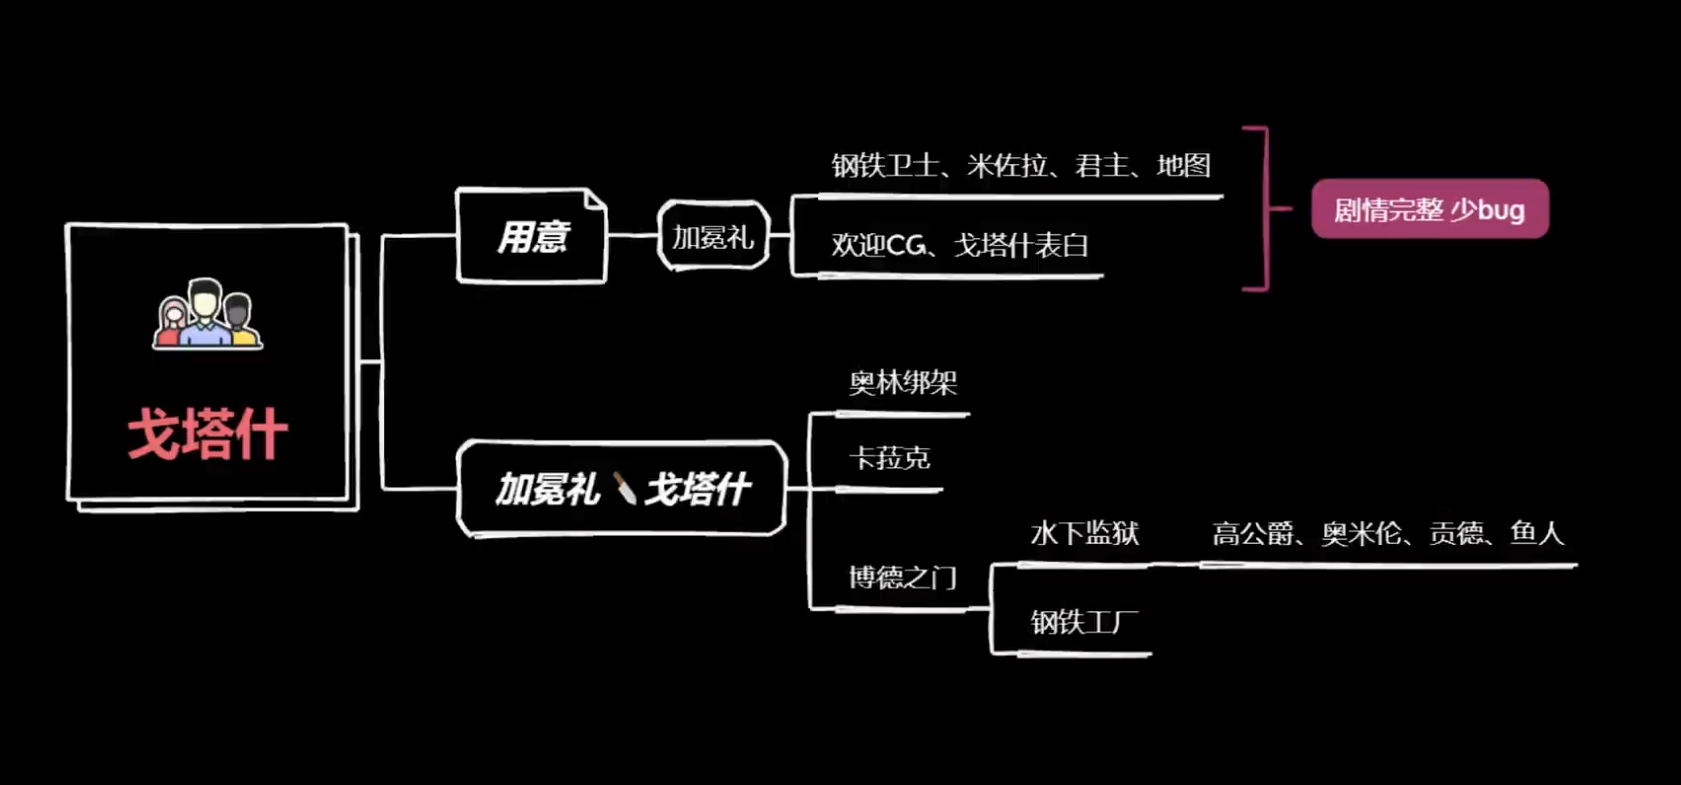 戈塔什
用意
加冕礼
钢铁卫士、米佐拉、君主、地图
欢迎CG、戈塔什表白
剧情完整 少bug
加冕礼🔪戈塔什
奥林绑架
卡菈克
博德之门
水下监狱
高公爵、奥米伦、贡德、鱼人
钢铁工厂